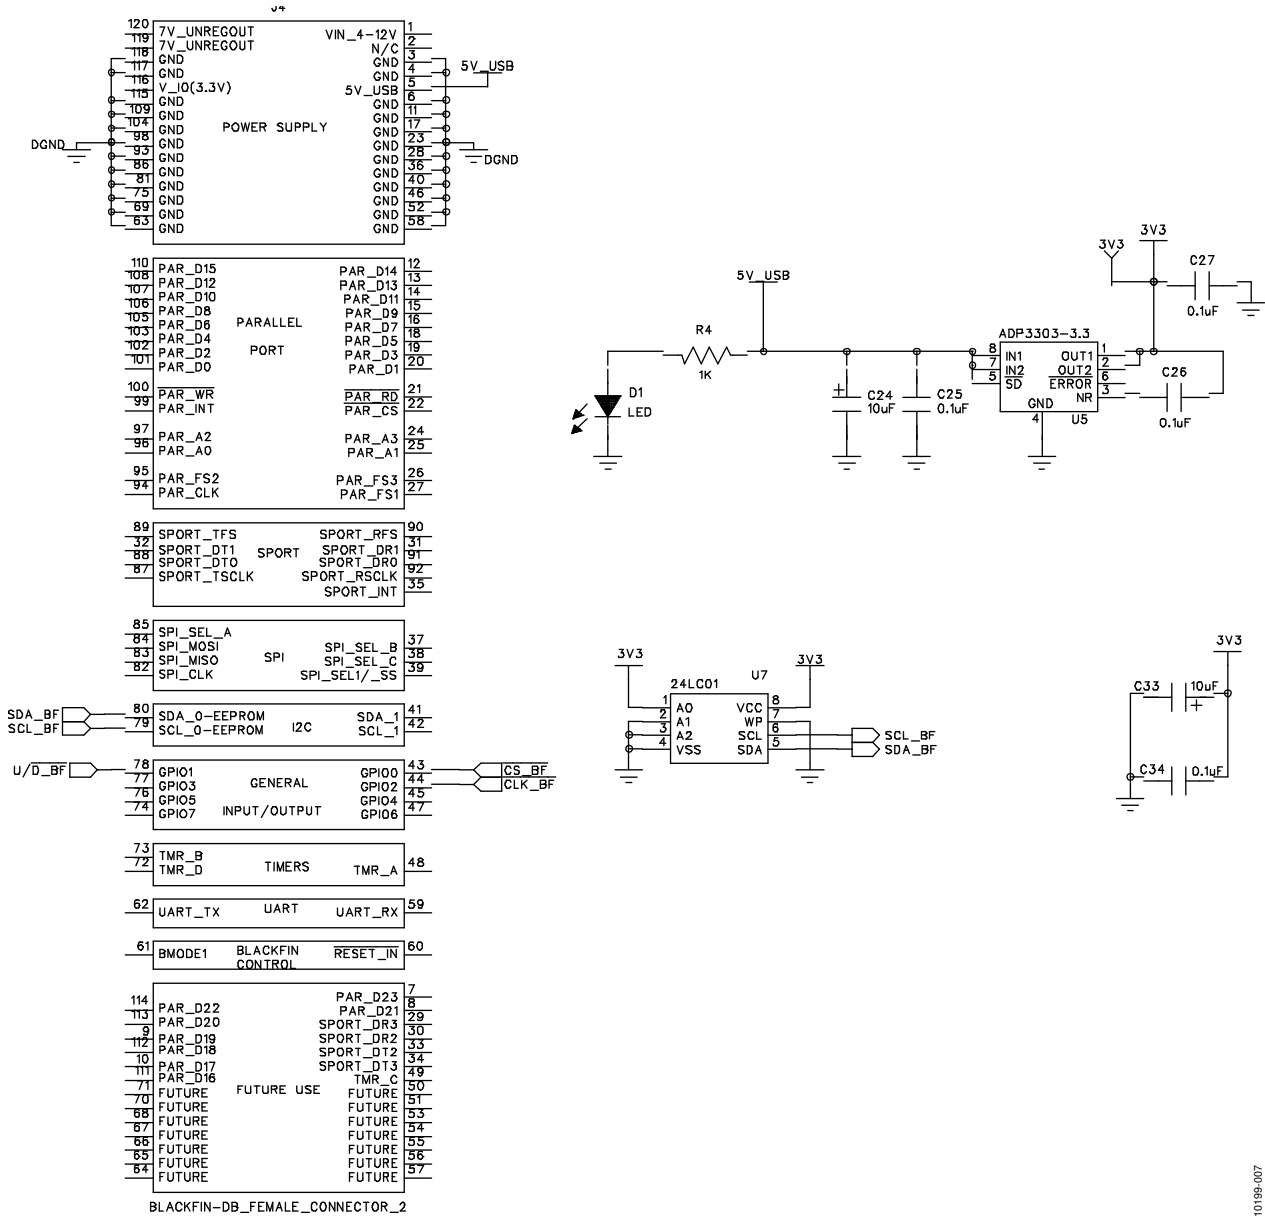 J4
120 7V_UNREGOUT VIN_4-12V 1
119 7V_UNREGOUT N/C 2
118 GND GND 3
117 GND GND 4
116 V_IO(3.3V) 5V_USB 5 5V_USB
115 GND GND 6
109 GND GND 11
104 GND POWER SUPPLY GND 17
DGND 98 GND GND 23 DGND
93 GND GND 28
86 GND GND 36
81 GND GND 40
75 GND GND 46
69 GND GND 52
63 GND GND 58
110 PAR_D15 PAR_D14 12
108 PAR_D12 PAR_D13 13
107 PAR_D10 PAR_D11 14
106 PAR_D8 PAR_D9 15
105 PAR_D6 PARALLEL PAR_D7 16
103 PAR_D4 PAR_D5 18
102 PAR_D2 PORT PAR_D3 19
101 PAR_D0 PAR_D1 20
100 PAR_WR PAR_RD 21
99 PAR_INT PAR_CS 22
97 PAR_A2 PAR_A3 24
96 PAR_A0 PAR_A1 25
95 PAR_FS2 PAR_FS3 26
94 PAR_CLK PAR_FS1 27
89 SPORT_TFS SPORT_RFS 90
32 SPORT_DT1 SPORT SPORT_DR1 31
88 SPORT_DT0 SPORT_DR0 91
87 SPORT_TSCLK SPORT_RSCLK 92
SPORT_INT 35
85 SPI_SEL_A
84 SPI_MOSI SPI_SEL_B 37
83 SPI_MISO SPI SPI_SEL_C 38
82 SPI_CLK SPI_SEL1/_SS 39
SDA_BF 80 SDA_0-EEPROM SDA_1 41
SCL_BF 79 SCL_0-EEPROM I2C SCL_1 42
U/D_BF 78 GPIO1 GPIO0 43 CS_BF
77 GPIO3 GENERAL GPIO2 44 CLK_BF
76 GPIO5 GPIO4 45
74 GPIO7 INPUT/OUTPUT GPIO6 47
73 TMR_B
72 TMR_D TIMERS TMR_A 48
62 UART_TX UART UART_RX 59
61 BMODE1 BLACKFIN RESET_IN 60
CONTROL
PAR_D23 7
114 PAR_D22 PAR_D21 8
113 PAR_D20 SPORT_DR3 29
9 PAR_D19 SPORT_DR2 30
112 PAR_D18 SPORT_DT2 33
10 PAR_D17 SPORT_DT3 34
111 PAR_D16 TMR_C 49
71 FUTURE FUTURE USE FUTURE 50
70 FUTURE FUTURE 51
68 FUTURE FUTURE 53
67 FUTURE FUTURE 54
66 FUTURE FUTURE 55
65 FUTURE FUTURE 56
64 FUTURE FUTURE 57
BLACKFIN-DB_FEMALE_CONNECTOR_2
3V3
3V3
C27
0.1uF
5V_USB
R4
1K
D1
LED
+ C24
10uF
C25
0.1uF
ADP3303-3.3
8 IN1 OUT1 1
7 IN2 OUT2 2
5 SD ERROR 6
NR 3
GND
4 U5
C26
0.1uF
3V3 3V3
U7
24LC01
1 A0 VCC 8
2 A1 WP 7
3 A2 SCL 6 SCL_BF
4 VSS SDA 5 SDA_BF
3V3
C33 10uF
+
C34 0.1uF
10199-007